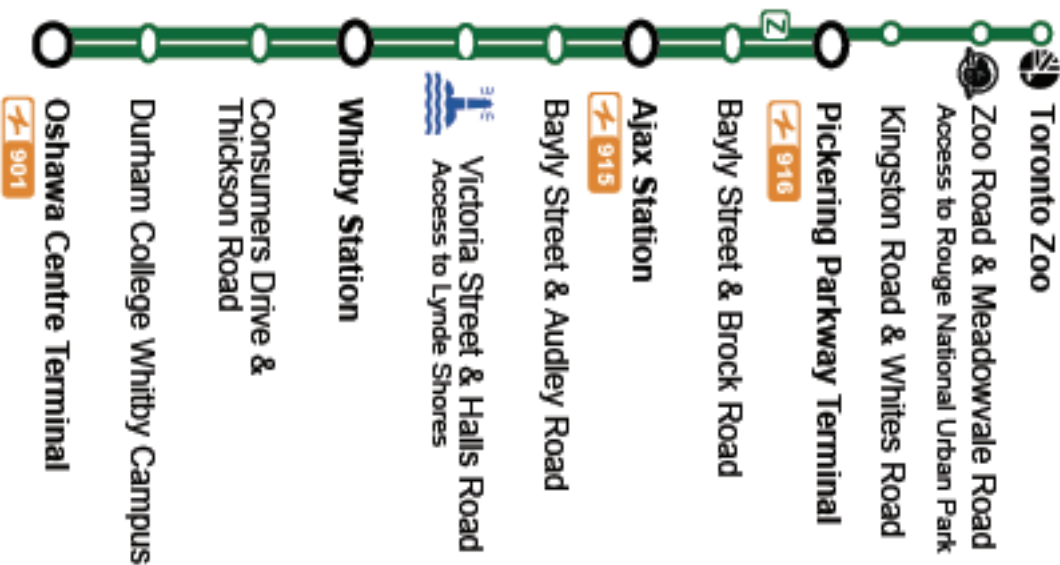 Toronto Zoo
Zoo Road & Meadowvale Road
Access to Rouge National Urban Park
Kingston Road & Whites Road
Pickering Parkway Terminal
Z
916
Bayly Street & Brock Road
Ajax Station
915
Bayly Street & Audley Road
Victoria Street & Halls Road
Access to Lynde Shores
Whitby Station
Consumers Drive &
Thickson Road
Durham College Whitby Campus
Oshawa Centre Terminal
901